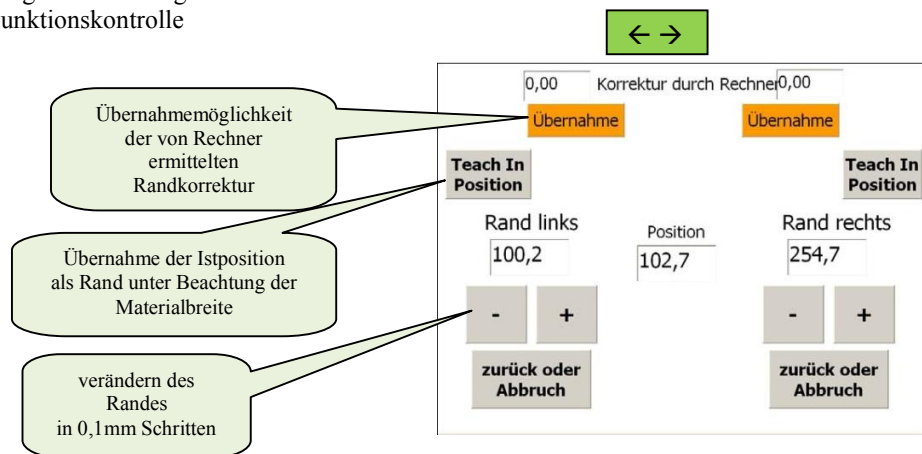 unktionskontrolle
← →
0,00 Korrektur durch Rechner 0,00
Übernahme Übernahme
Übernahmemöglichkeit
der von Rechner
ermittelten
Randkorrektur
Teach In
Position
Teach In
Position
Rand links
Position
Rand rechts
100,2
102,7
254,7
Übernahme der Istposition
als Rand unter Beachtung der
Materialbreite
- + - +
zurück oder
Abbruch
zurück oder
Abbruch
verändern des
Randes
in 0,1mm Schritten